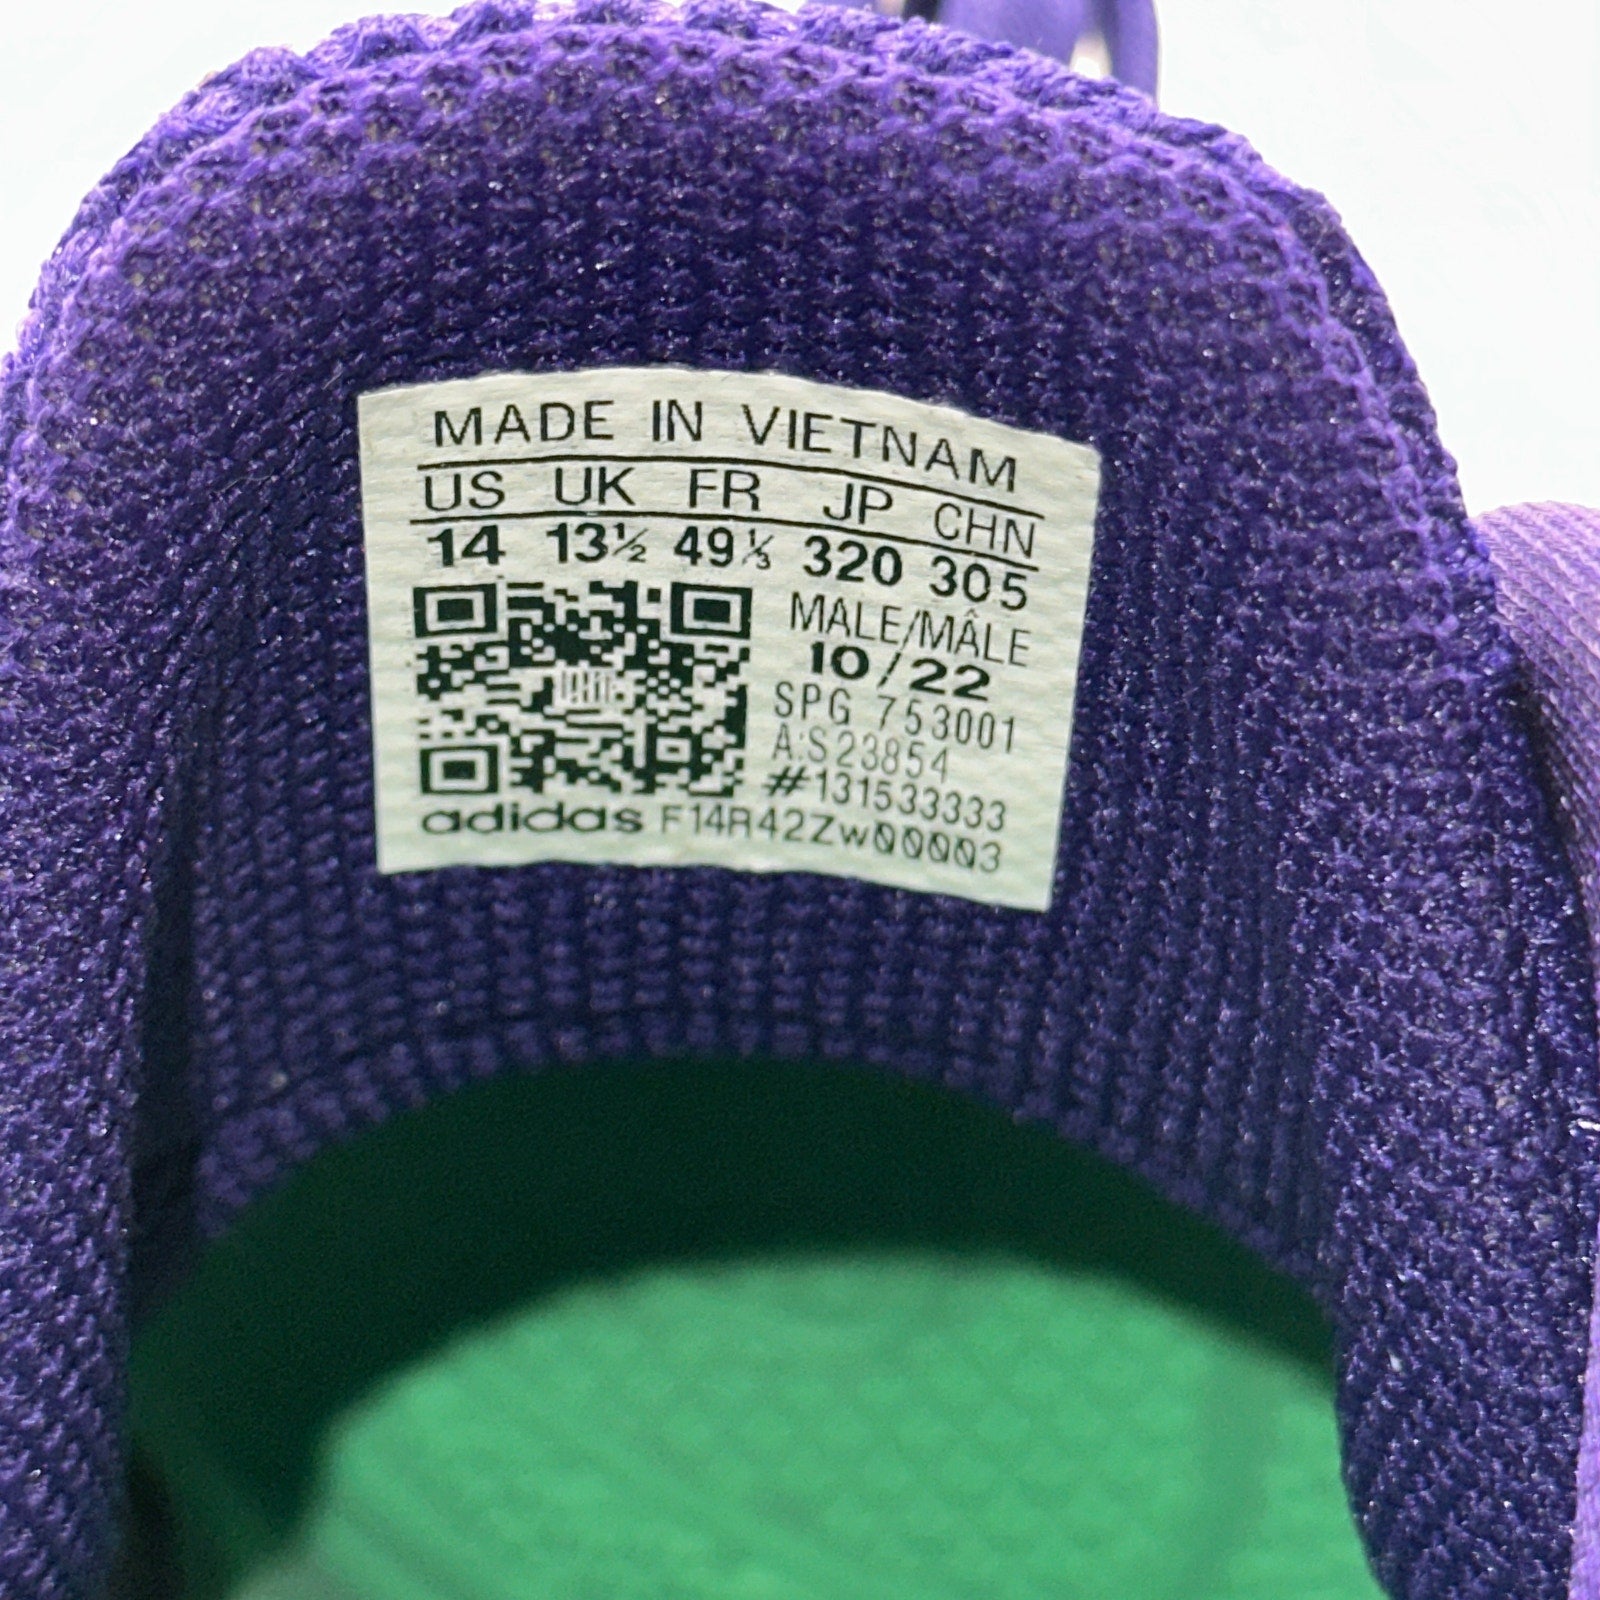 MADE IN VIETNAM
US UK FR JP CHN
14 13½ 49⅓ 320 305
MALE/MÂLE
10/22
SPG 753001
A:S23854
#131533333
adidas F14R42Zw00003